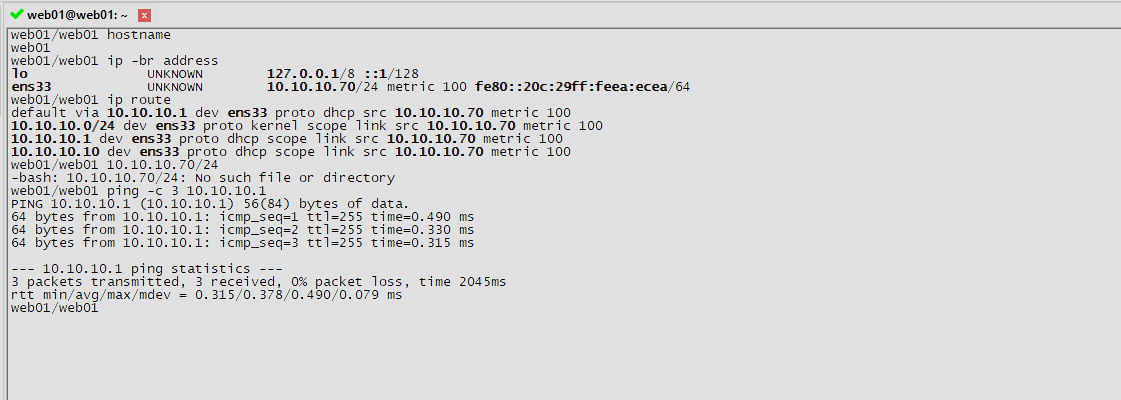 web01@web01: ~
web01/web01 hostname
web01
web01/web01 ip -br address
lo UNKNOWN 127.0.0.1/8 ::1/128
ens33 UNKNOWN 10.10.10.70/24 metric 100 fe80::20c:29ff:feea:ecea/64
web01/web01 ip route
default via 10.10.10.1 dev ens33 proto dhcp src 10.10.10.70 metric 100
10.10.10.0/24 dev ens33 proto kernel scope link src 10.10.10.70 metric 100
10.10.10.1 dev ens33 proto dhcp scope link src 10.10.10.70 metric 100
10.10.10.10 dev ens33 proto dhcp scope link src 10.10.10.70 metric 100
web01/web01 10.10.10.70/24
-bash: 10.10.10.70/24: No such file or directory
web01/web01 ping -c 3 10.10.10.1
PING 10.10.10.1 (10.10.10.1) 56(84) bytes of data.
64 bytes from 10.10.10.1: icmp_seq=1 ttl=255 time=0.490 ms
64 bytes from 10.10.10.1: icmp_seq=2 ttl=255 time=0.330 ms
64 bytes from 10.10.10.1: icmp_seq=3 ttl=255 time=0.315 ms
--- 10.10.10.1 ping statistics ---
3 packets transmitted, 3 received, 0% packet loss, time 2045ms
rtt min/avg/max/mdev = 0.315/0.378/0.490/0.079 ms
web01/web01